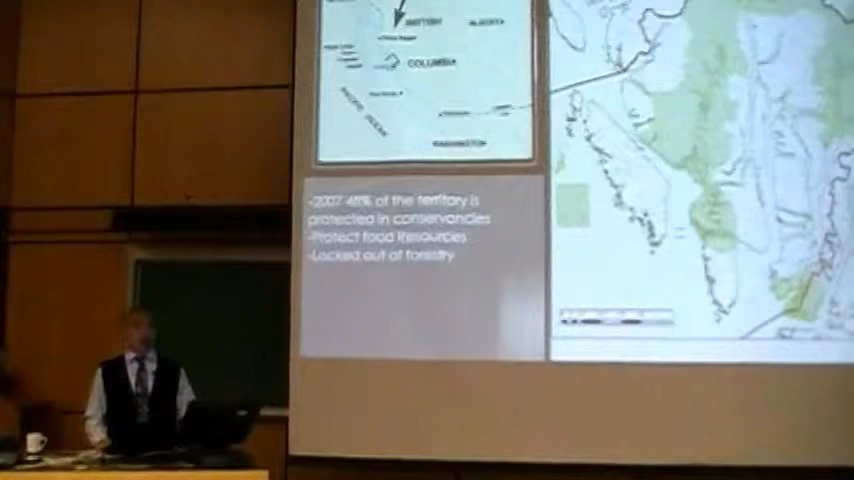 BRITISH
ALBERTA
COLUMBIA
PACIFIC OCEAN
WASHINGTON
-2007 48% of the territory is
protected in conservancies
-Protect food Resources
-Locked out of forestry